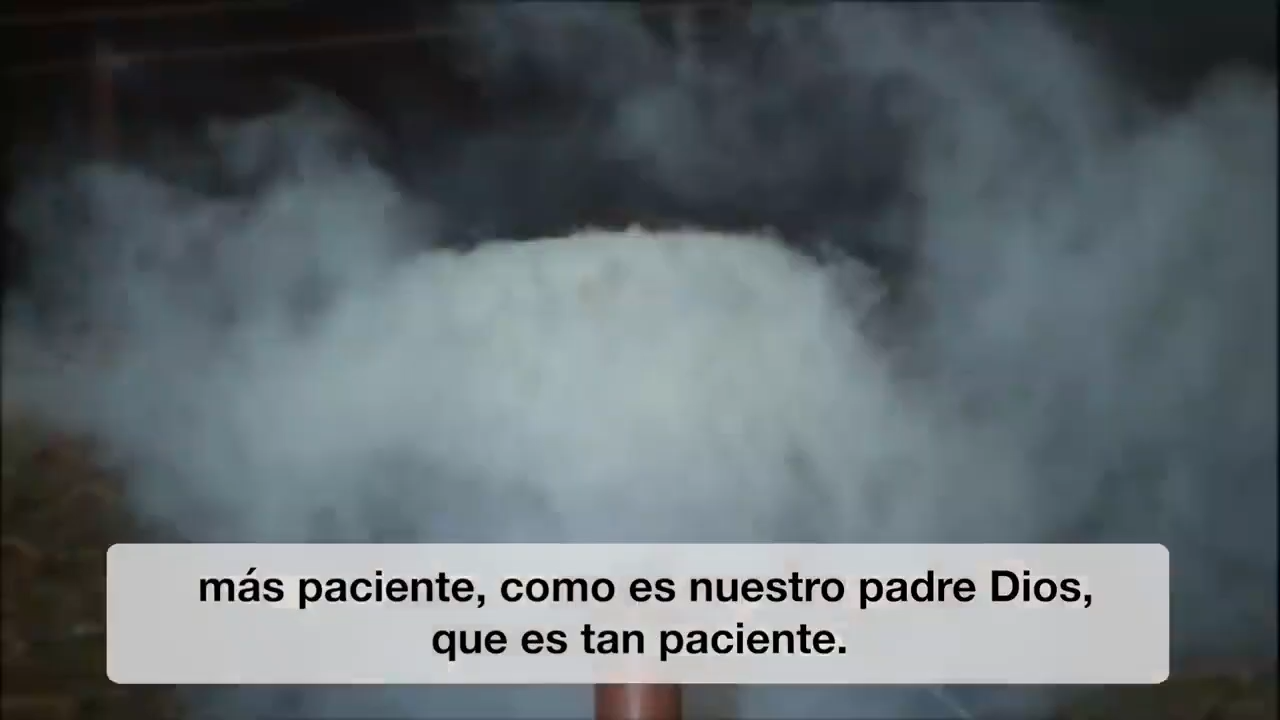 más paciente, como es nuestro padre Dios,
que es tan paciente.